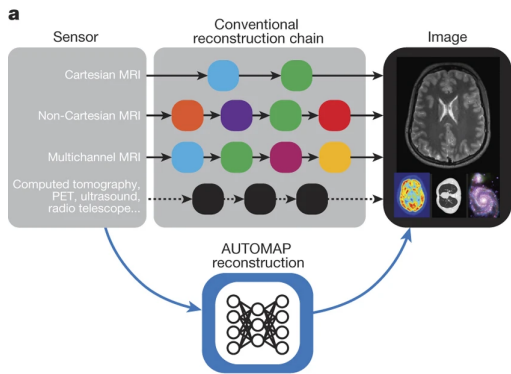 a
Sensor
Conventional
reconstruction chain
Image
Cartesian MRI
Non-Cartesian MRI
Multichannel MRI
Computed tomography,
PET, ultrasound,
radio telescope...
AUTOMAP
reconstruction